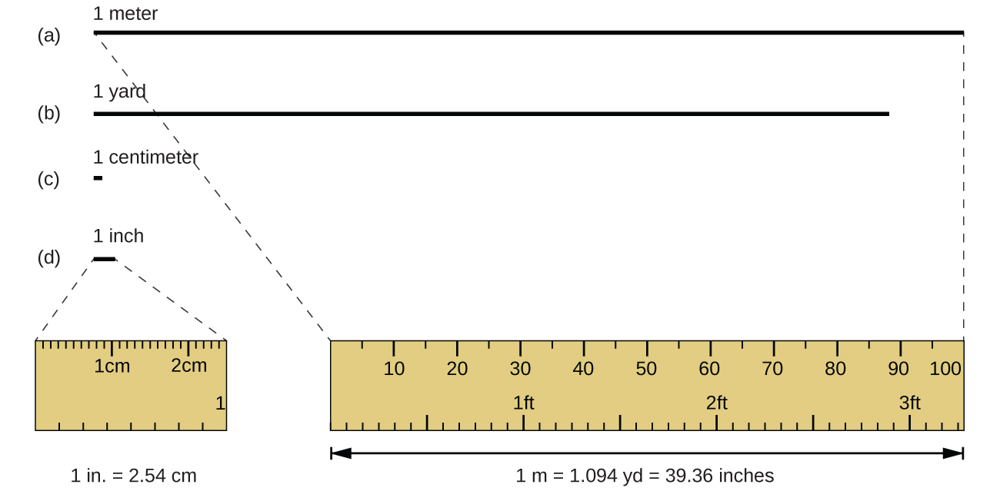 1 meter
(a)
1 yard
(b)
1 centimeter
(c)
1 inch
(d)
1cm 2cm
1
10 20 30 40 50 60 70 80 90 100
1ft 2ft 3ft
1 in. = 2.54 cm
1 m = 1.094 yd = 39.36 inches